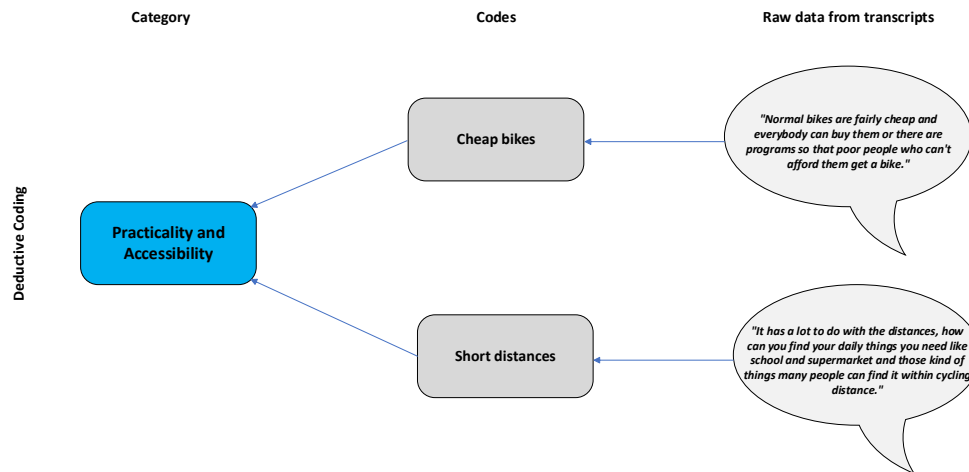 Category
Codes
Raw data from transcripts
Deductive Coding
Practicality and
Accessibility
Cheap bikes
"Normal bikes are fairly cheap and
everybody can buy them or there are
programs so that poor people who can't
afford them get a bike."
Short distances
"It has a lot to do with the distances, how
can you find your daily things you need like
school and supermarket and those kind of
things many people can find it within cycling
distance."